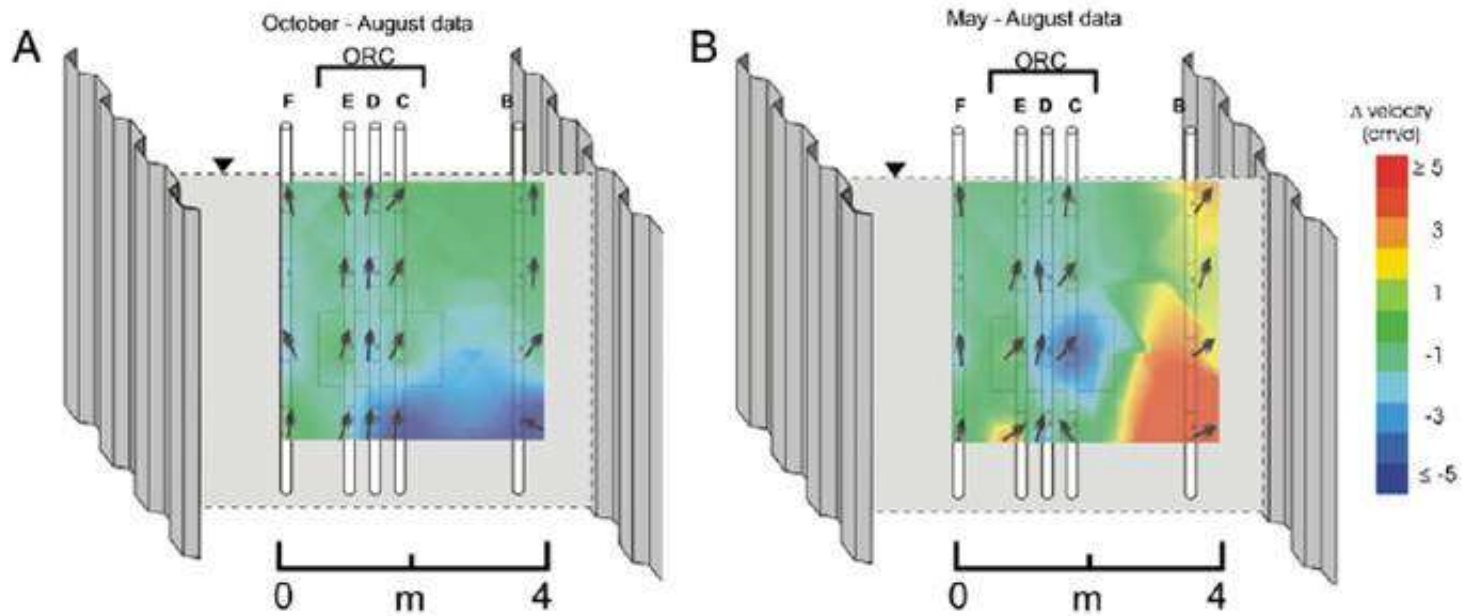 A
October - August data
ORC
F E D C B
0 m 4
B
May - August data
ORC
F E D C B
0 m 4
Δ velocity
(cm/d)
≥ 5
3
1
-1
-3
≤ -5